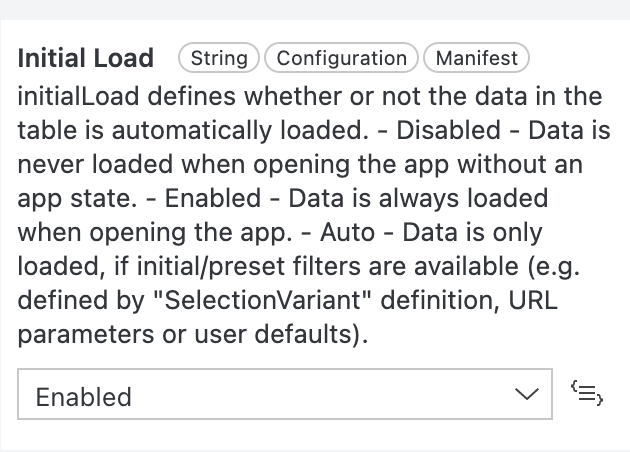 Initial Load String Configuration Manifest
initialLoad defines whether or not the data in the
table is automatically loaded. - Disabled - Data is
never loaded when opening the app without an
app state. - Enabled - Data is always loaded
when opening the app. - Auto - Data is only
loaded, if initial/preset filters are available (e.g.
defined by "SelectionVariant" definition, URL
parameters or user defaults).
Enabled